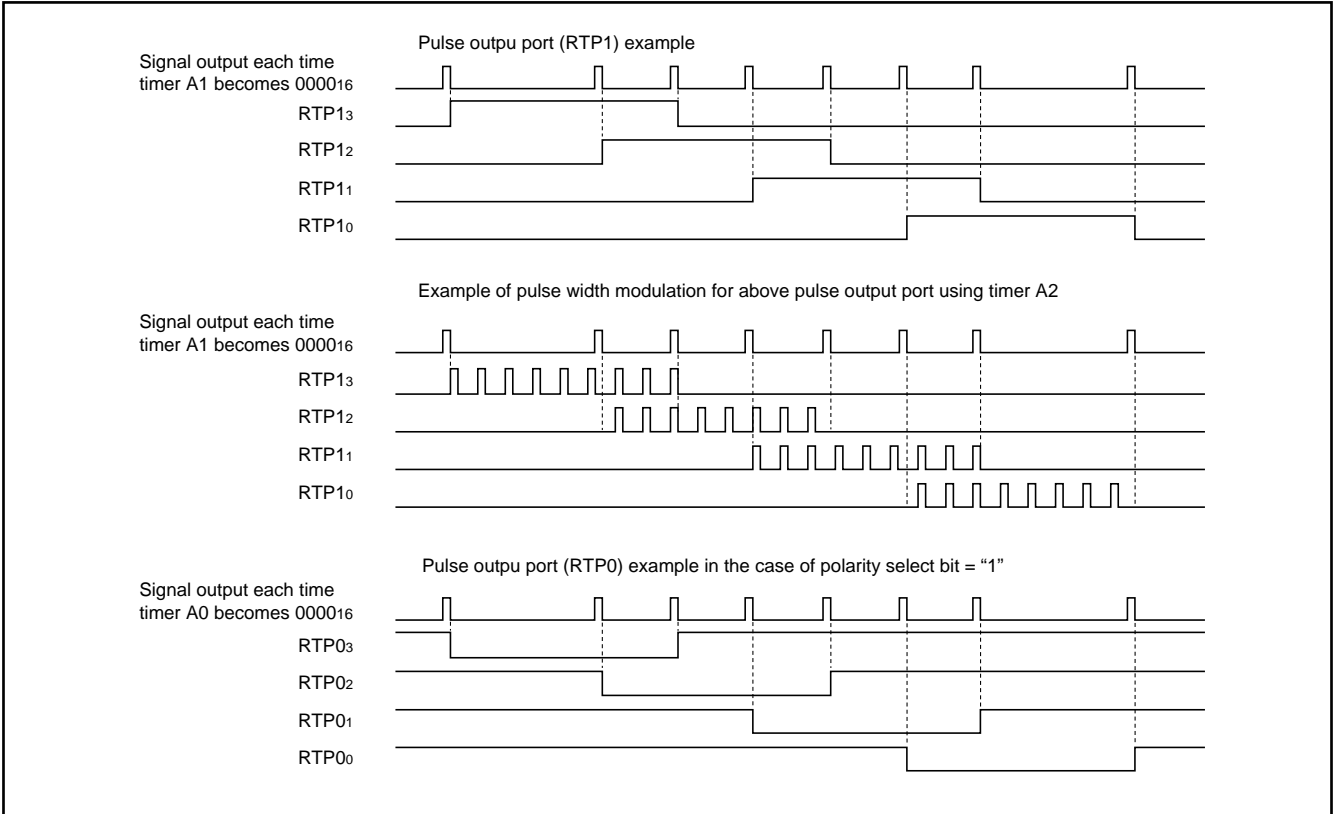 Pulse outpu port (RTP1) example
Signal output each time
timer A1 becomes 0000₁₆
RTP1₃
RTP1₂
RTP1₁
RTP1₀
Example of pulse width modulation for above pulse output port using timer A2
Signal output each time
timer A1 becomes 0000₁₆
RTP1₃
RTP1₂
RTP1₁
RTP1₀
Pulse outpu port (RTP0) example in the case of polarity select bit = “1”
Signal output each time
timer A0 becomes 0000₁₆
RTP0₃
RTP0₂
RTP0₁
RTP0₀